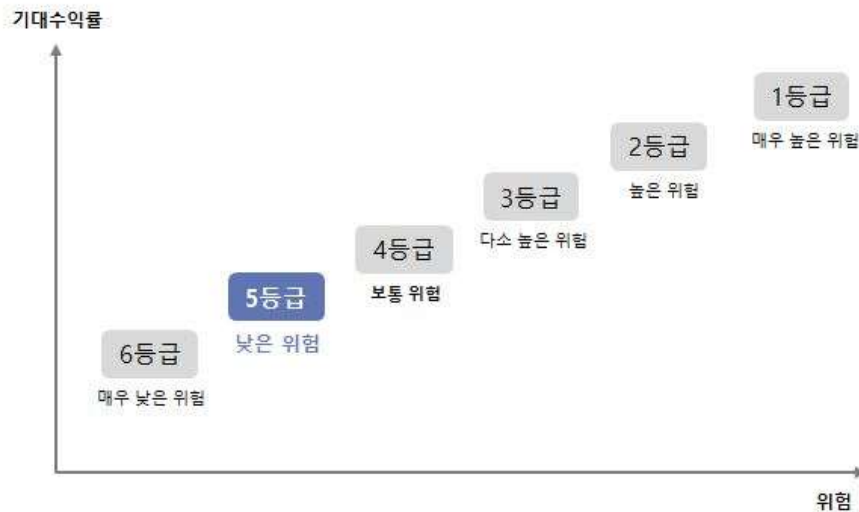 기대수익률
1등급
매우 높은 위험
2등급
높은 위험
3등급
다소 높은 위험
4등급
보통 위험
5등급
낮은 위험
6등급
매우 낮은 위험
위험